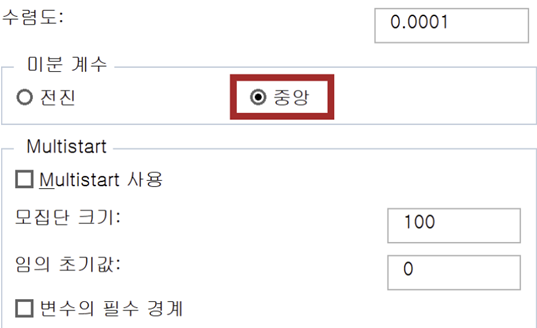 수렴도: 0.0001
미분 계수
전진 중앙
Multistart
Multistart 사용
모집단 크기: 100
임의 초기값: 0
변수의 필수 경계